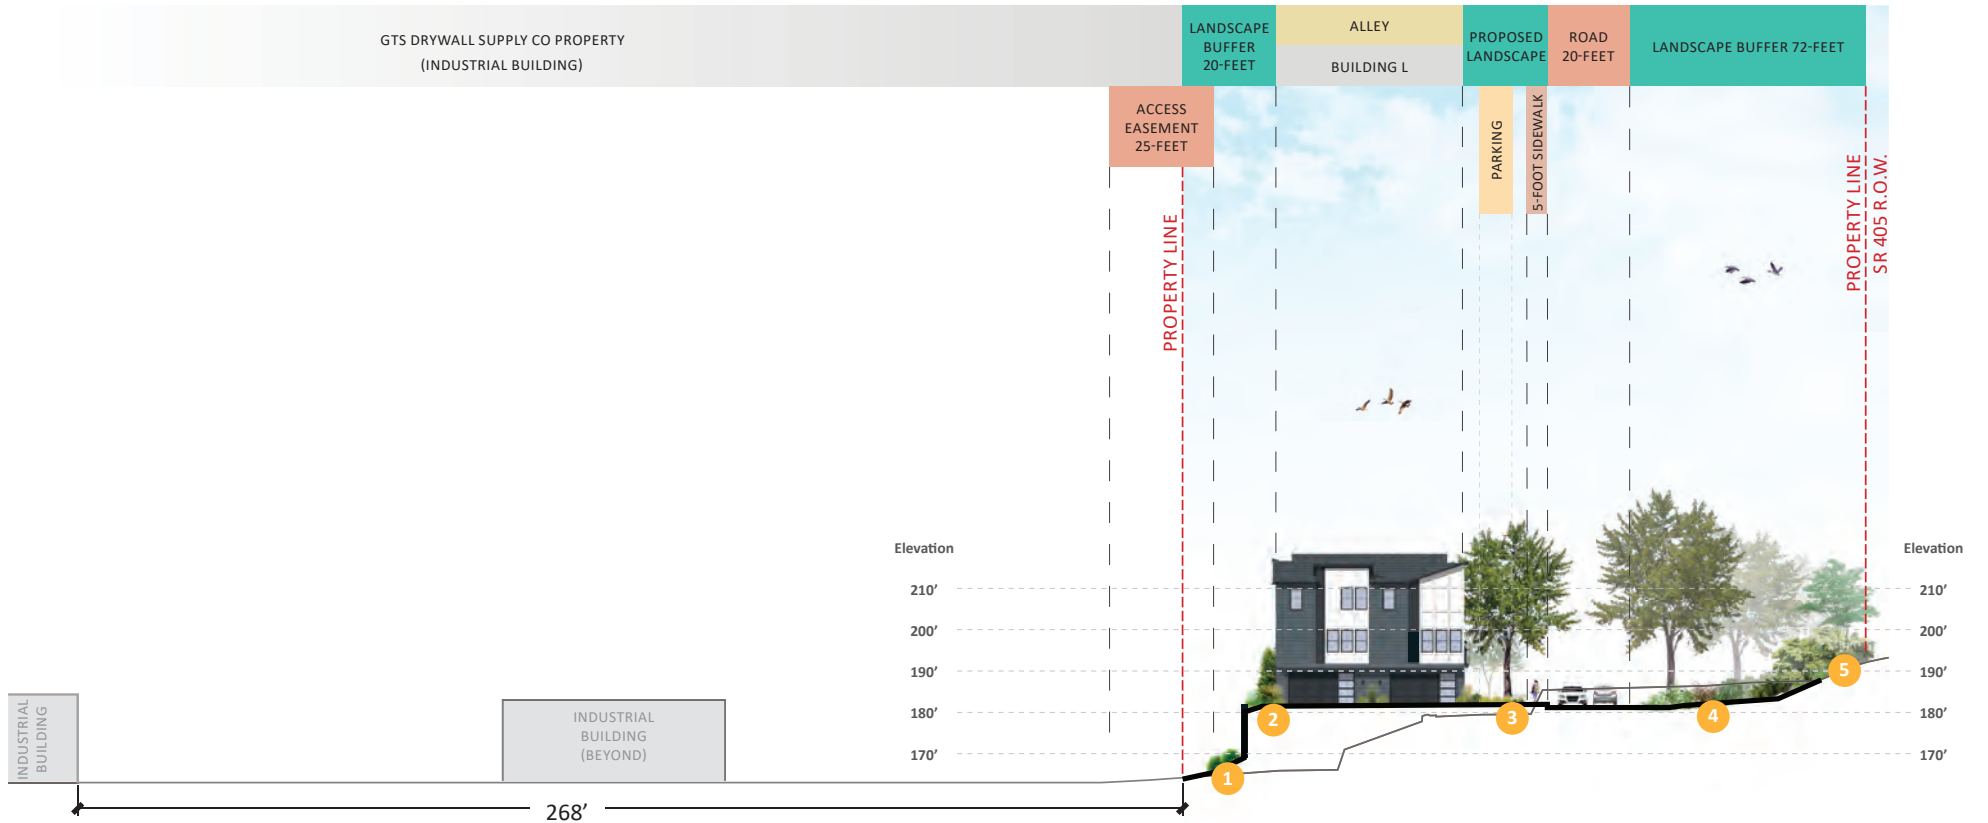 GTS DRYWALL SUPPLY CO PROPERTY
(INDUSTRIAL BUILDING)
LANDSCAPE
BUFFER
20-FEET
ALLEY
BUILDING L
PROPOSED
LANDSCAPE
ROAD
20-FEET
LANDSCAPE BUFFER 72-FEET
ACCESS
EASEMENT
25-FEET
PARKING
5-FOOT SIDEWALK
PROPERTY LINE
PROPERTY LINE
SR 405 R.O.W.
Elevation
210’
200’
190’
180’
170’
Elevation
210’
200’
190’
180’
170’
INDUSTRIAL
BUILDING
INDUSTRIAL
BUILDING
(BEYOND)
1
2
3
4
5
268’